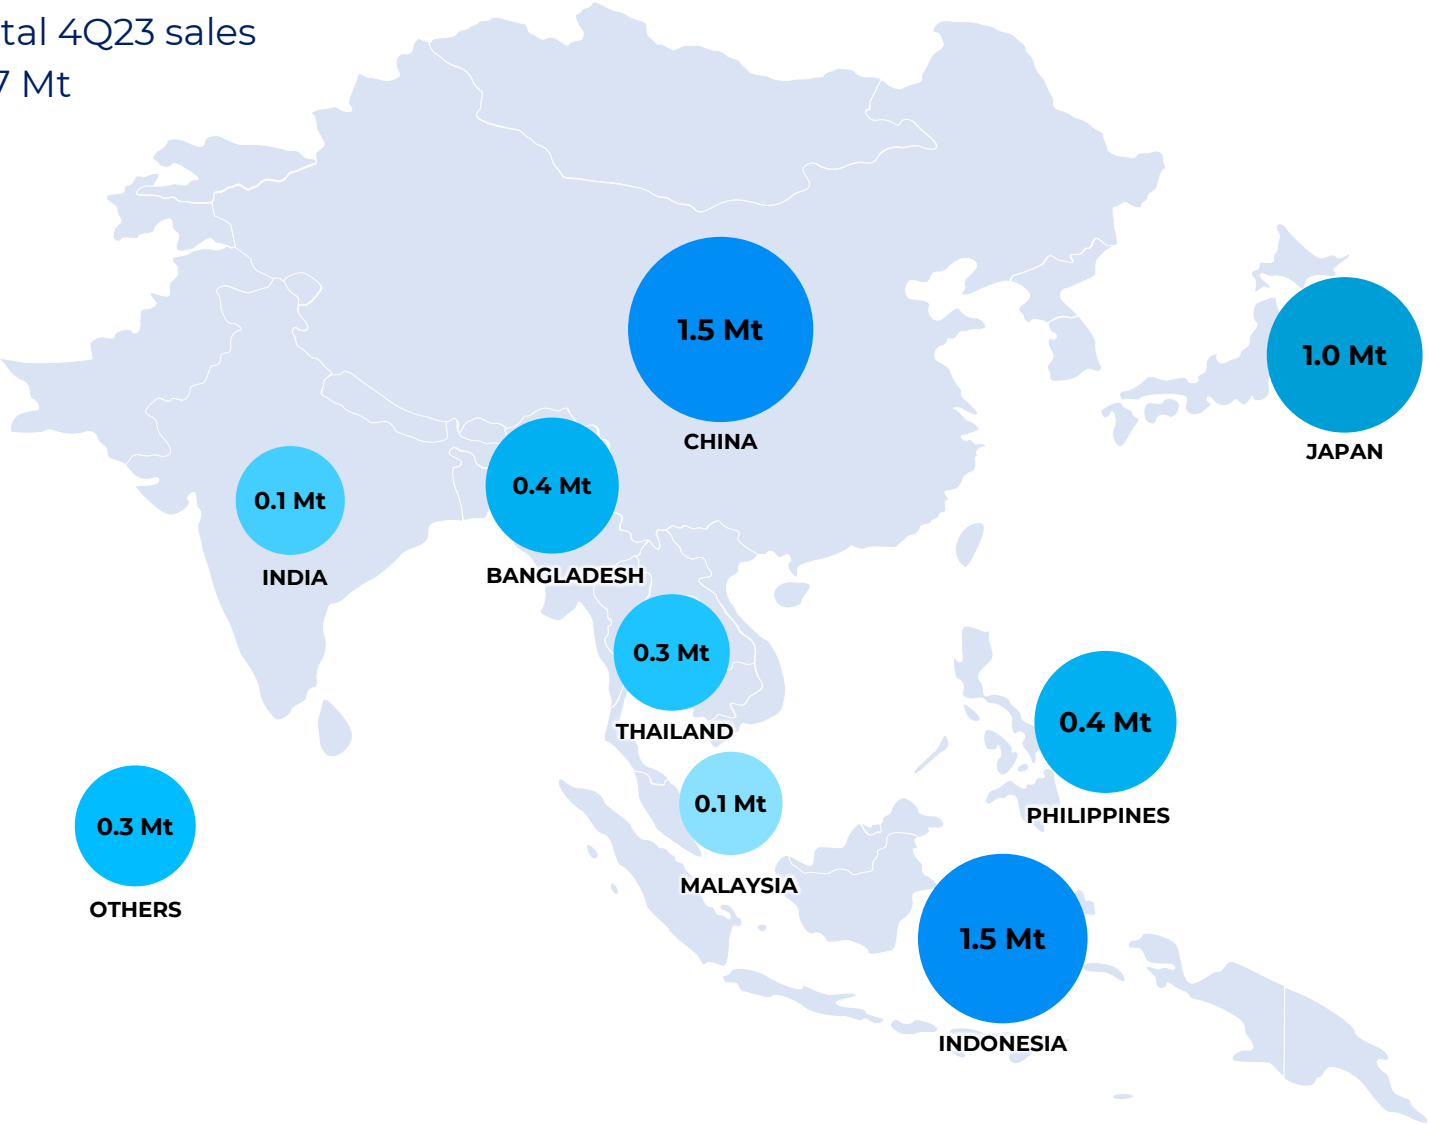 tal 4Q23 sales
7 Mt
1.5 Mt
CHINA
1.0 Mt
JAPAN
0.1 Mt
INDIA
0.4 Mt
BANGLADESH
0.3 Mt
THAILAND
0.4 Mt
PHILIPPINES
0.1 Mt
MALAYSIA
0.3 Mt
OTHERS
1.5 Mt
INDONESIA